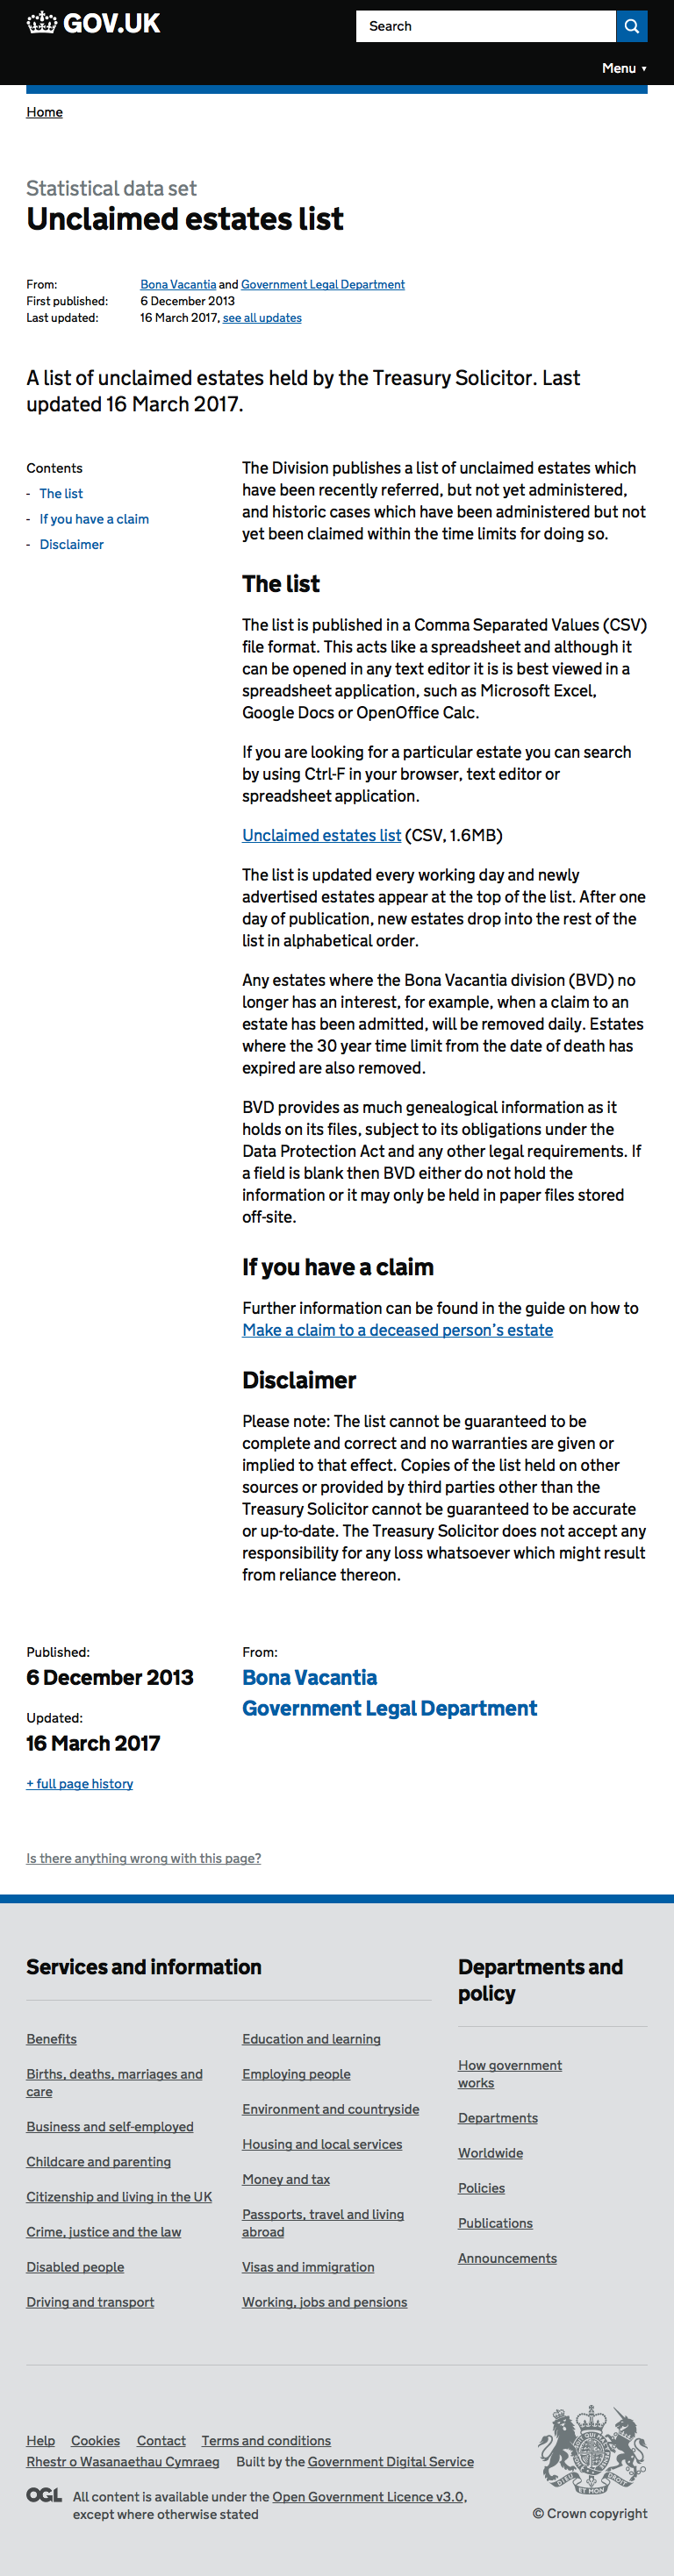 GOV.UK
Search
Menu ▼
Home
Statistical data set
Unclaimed estates list
From: Bona Vacantia and Government Legal Department
First published: 6 December 2013
Last updated: 16 March 2017, see all updates
A list of unclaimed estates held by the Treasury Solicitor. Last
updated 16 March 2017.
Contents
- The list
- If you have a claim
- Disclaimer
The Division publishes a list of unclaimed estates which
have been recently referred, but not yet administered,
and historic cases which have been administered but not
yet been claimed within the time limits for doing so.
The list
The list is published in a Comma Separated Values (CSV)
file format. This acts like a spreadsheet and although it
can be opened in any text editor it is is best viewed in a
spreadsheet application, such as Microsoft Excel,
Google Docs or OpenOffice Calc.
If you are looking for a particular estate you can search
by using Ctrl-F in your browser, text editor or
spreadsheet application.
Unclaimed estates list (CSV, 1.6MB)
The list is updated every working day and newly
advertised estates appear at the top of the list. After one
day of publication, new estates drop into the rest of the
list in alphabetical order.
Any estates where the Bona Vacantia division (BVD) no
longer has an interest, for example, when a claim to an
estate has been admitted, will be removed daily. Estates
where the 30 year time limit from the date of death has
expired are also removed.
BVD provides as much genealogical information as it
holds on its files, subject to its obligations under the
Data Protection Act and any other legal requirements. If
a field is blank then BVD either do not hold the
information or it may only be held in paper files stored
off-site.
If you have a claim
Further information can be found in the guide on how to
Make a claim to a deceased person's estate
Disclaimer
Please note: The list cannot be guaranteed to be
complete and correct and no warranties are given or
implied to that effect. Copies of the list held on other
sources or provided by third parties other than the
Treasury Solicitor cannot be guaranteed to be accurate
or up-to-date. The Treasury Solicitor does not accept any
responsibility for any loss whatsoever which might result
from reliance thereon.
Published:
6 December 2013
Updated:
16 March 2017
+ full page history
From:
Bona Vacantia
Government Legal Department
Is there anything wrong with this page?
Services and information
Benefits
Births, deaths, marriages and
care
Business and self-employed
Childcare and parenting
Citizenship and living in the UK
Crime, justice and the law
Disabled people
Driving and transport
Education and learning
Employing people
Environment and countryside
Housing and local services
Money and tax
Passports, travel and living
abroad
Visas and immigration
Working, jobs and pensions
Departments and
policy
How government
works
Departments
Worldwide
Policies
Publications
Announcements
Help Cookies Contact Terms and conditions
Rhestr o Wasanaethau Cymraeg Built by the Government Digital Service
OGL All content is available under the Open Government Licence v3.0,
except where otherwise stated
© Crown copyright